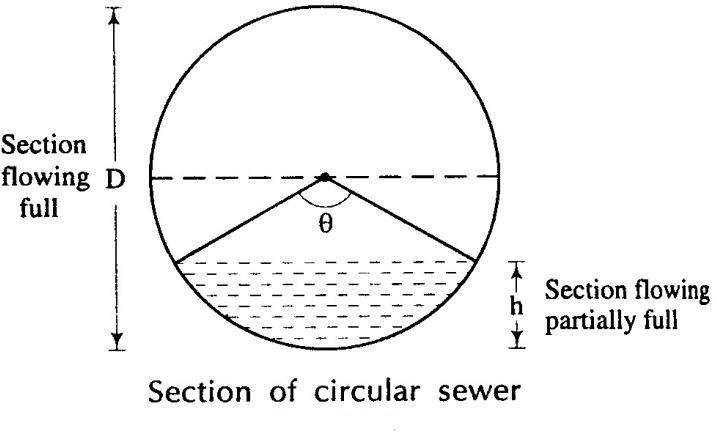 Section
flowing D
full
θ
h
Section flowing
partially full
Section of circular sewer